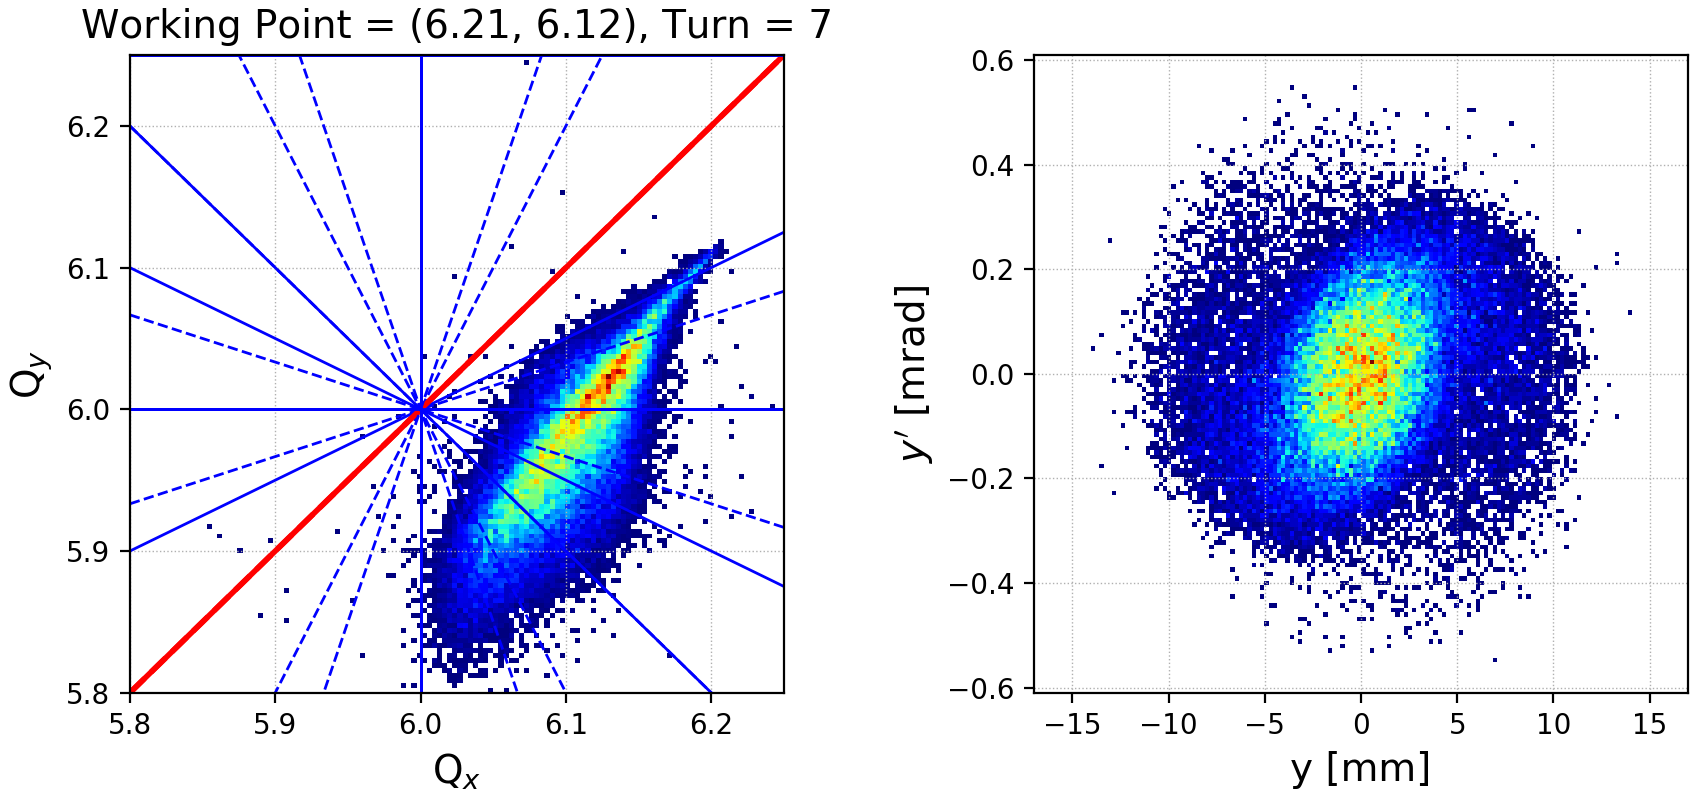 Working Point = (6.21, 6.12), Turn = 7
6.2
6.1
6.0
5.9
5.8
5.8 5.9 6.0 6.1 6.2
Qy
Qx
0.6
0.4
0.2
0.0
−0.2
−0.4
−0.6
−15 −10 −5 0 5 10 15
y′ [mrad]
y [mm]